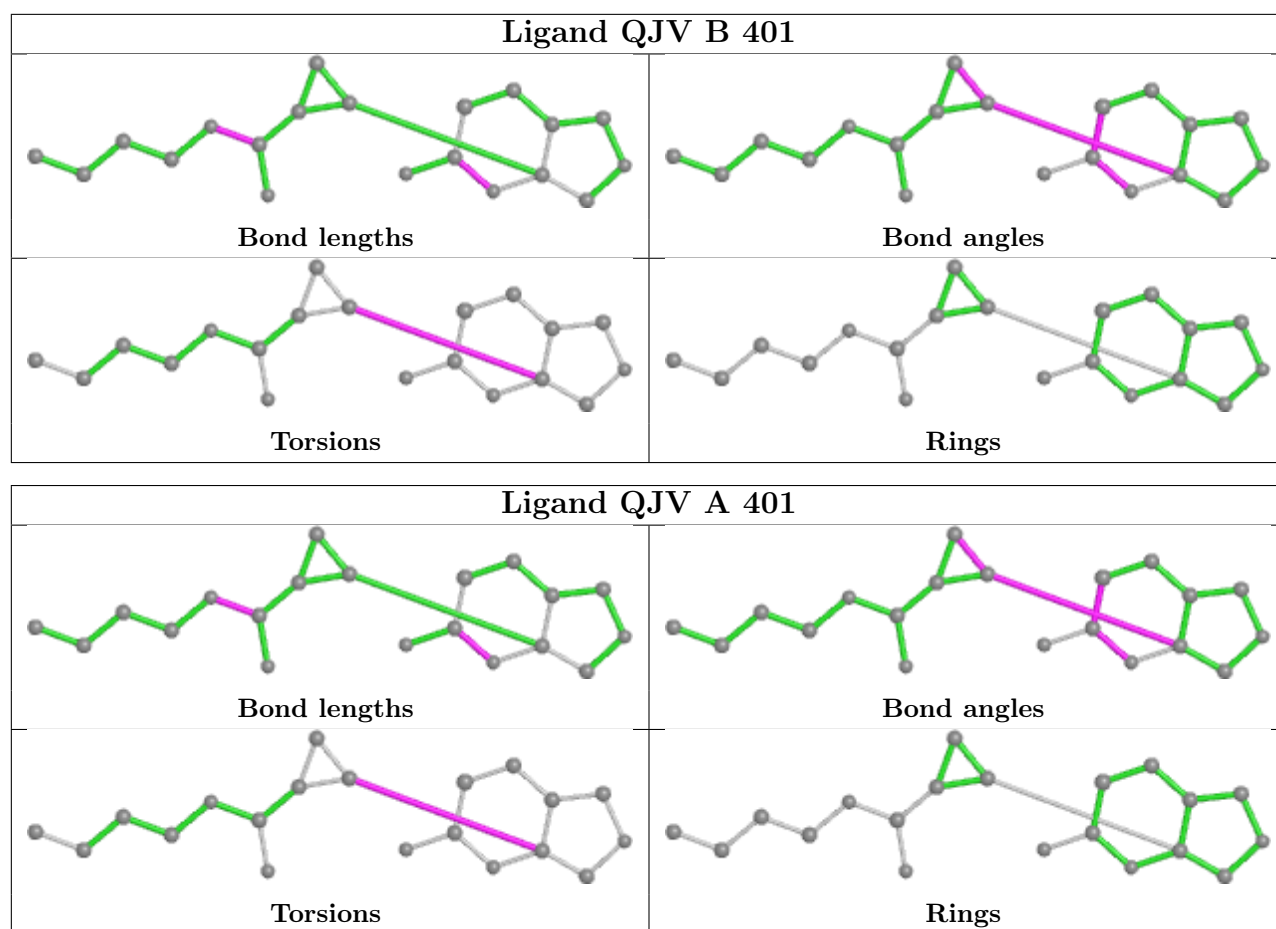 Ligand QJV B 401
Bond lengths
Bond angles
Torsions
Rings
Ligand QJV A 401
Bond lengths
Bond angles
Torsions
Rings